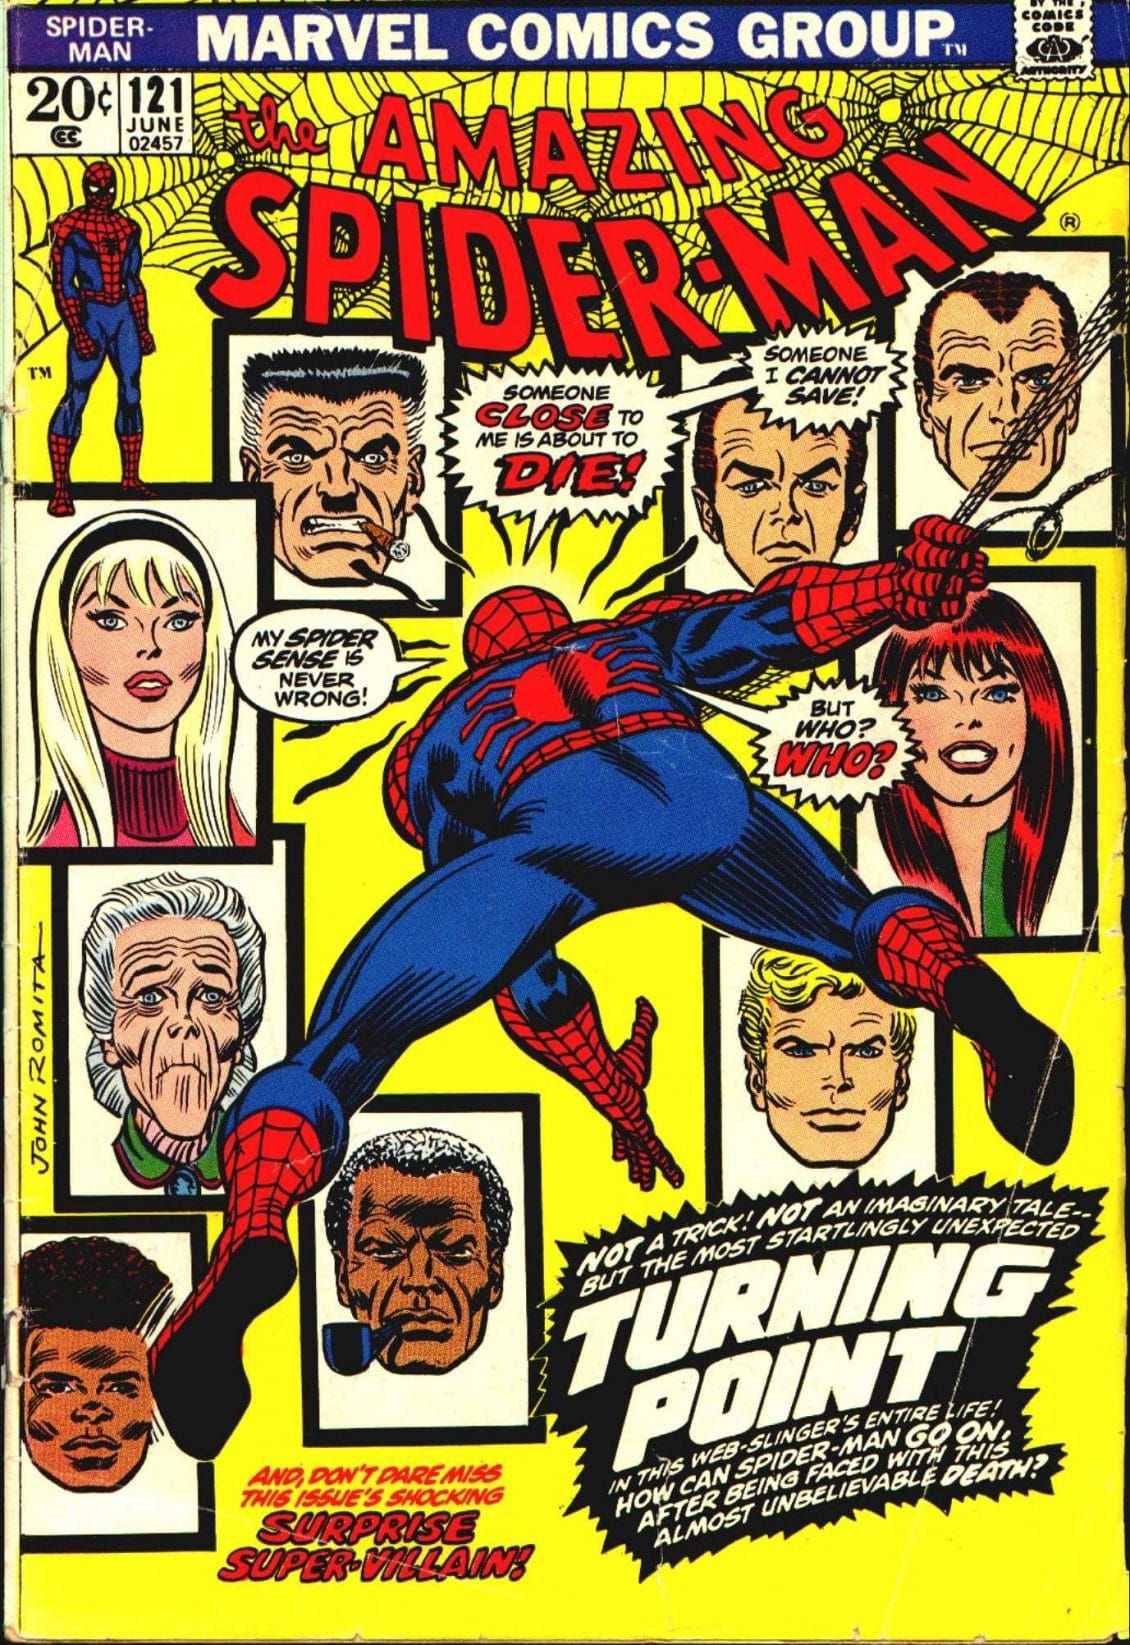 SPIDER-
MAN
MARVEL COMICS GROUP™
BY THE
COMICS
CODE
AUTHORITY
20¢
CC
121
JUNE
02457
the AMAZING
SPIDER-MAN®
TM
SOMEONE
CLOSE TO
ME IS ABOUT TO
DIE!
SOMEONE
I CANNOT
SAVE!
MY SPIDER
SENSE IS
NEVER
WRONG!
BUT
WHO?
WHO?
JOHN ROMITA
NOT A TRICK! NOT AN IMAGINARY TALE--
BUT THE MOST STARTLINGLY UNEXPECTED
TURNING
POINT
IN THIS WEB-SLINGER'S ENTIRE LIFE!
HOW CAN SPIDER-MAN GO ON,
AFTER BEING FACED WITH THIS
ALMOST UNBELIEVABLE DEATH?
AND, DON'T DARE MISS
THIS ISSUE'S SHOCKING
SURPRISE
SUPER-VILLAIN!